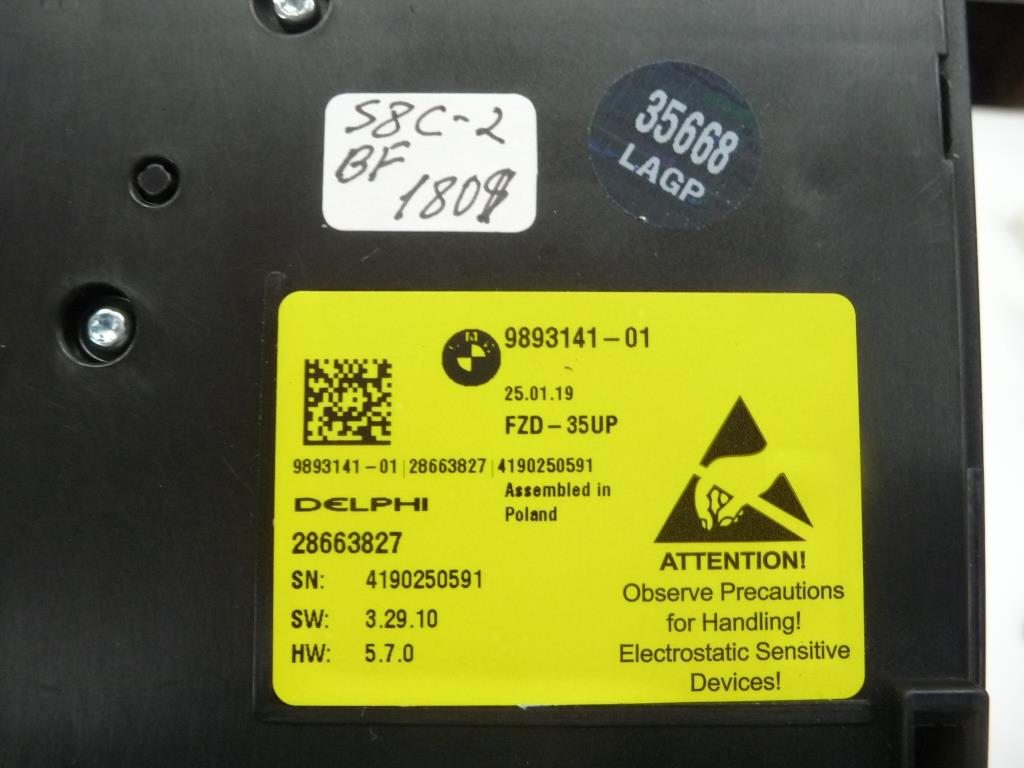 S8C-2
BF
180$
35668
LAGP
9893141-01
25.01.19
FZD-35UP
9893141-01|28663827|4190250591
Assembled in
Poland
DELPHI
28663827
SN: 4190250591
SW: 3.29.10
HW: 5.7.0
ATTENTION!
Observe Precautions
for Handling!
Electrostatic Sensitive
Devices!